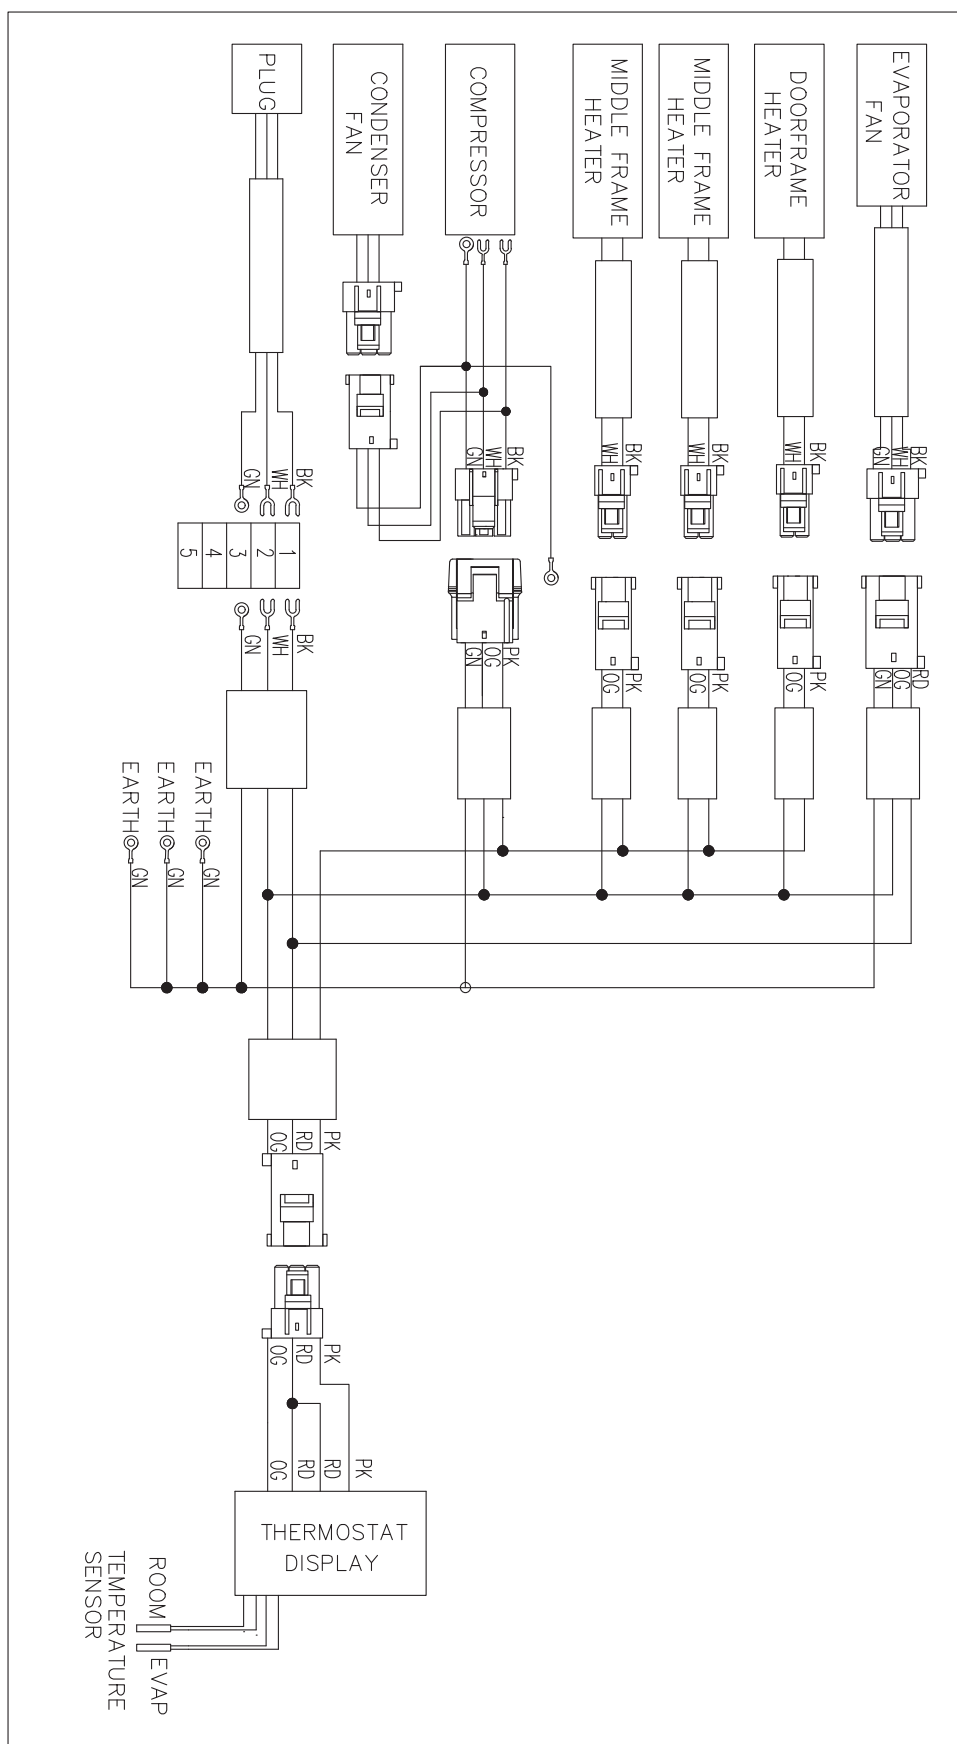 PLUG
CONDENSER
FAN
COMPRESSOR
MIDDLE FRAME
HEATER
MIDDLE FRAME
HEATER
DOORFRAME
HEATER
EVAPORATOR
FAN
GN
WH
BK
GN
WH
BK
WH
BK
WH
BK
WH
BK
GN
WH
BK
5
4
3
2
1
GN
WH
BK
GN
OG
PK
OG
PK
OG
PK
OG
PK
GN
OG
RD
EARTH
EARTH
EARTH
GN
GN
GN
OG
RD
PK
OG
RD
PK
OG
RD
RD
PK
THERMOSTAT
DISPLAY
ROOM
EVAP
TEMPERATURE
SENSOR